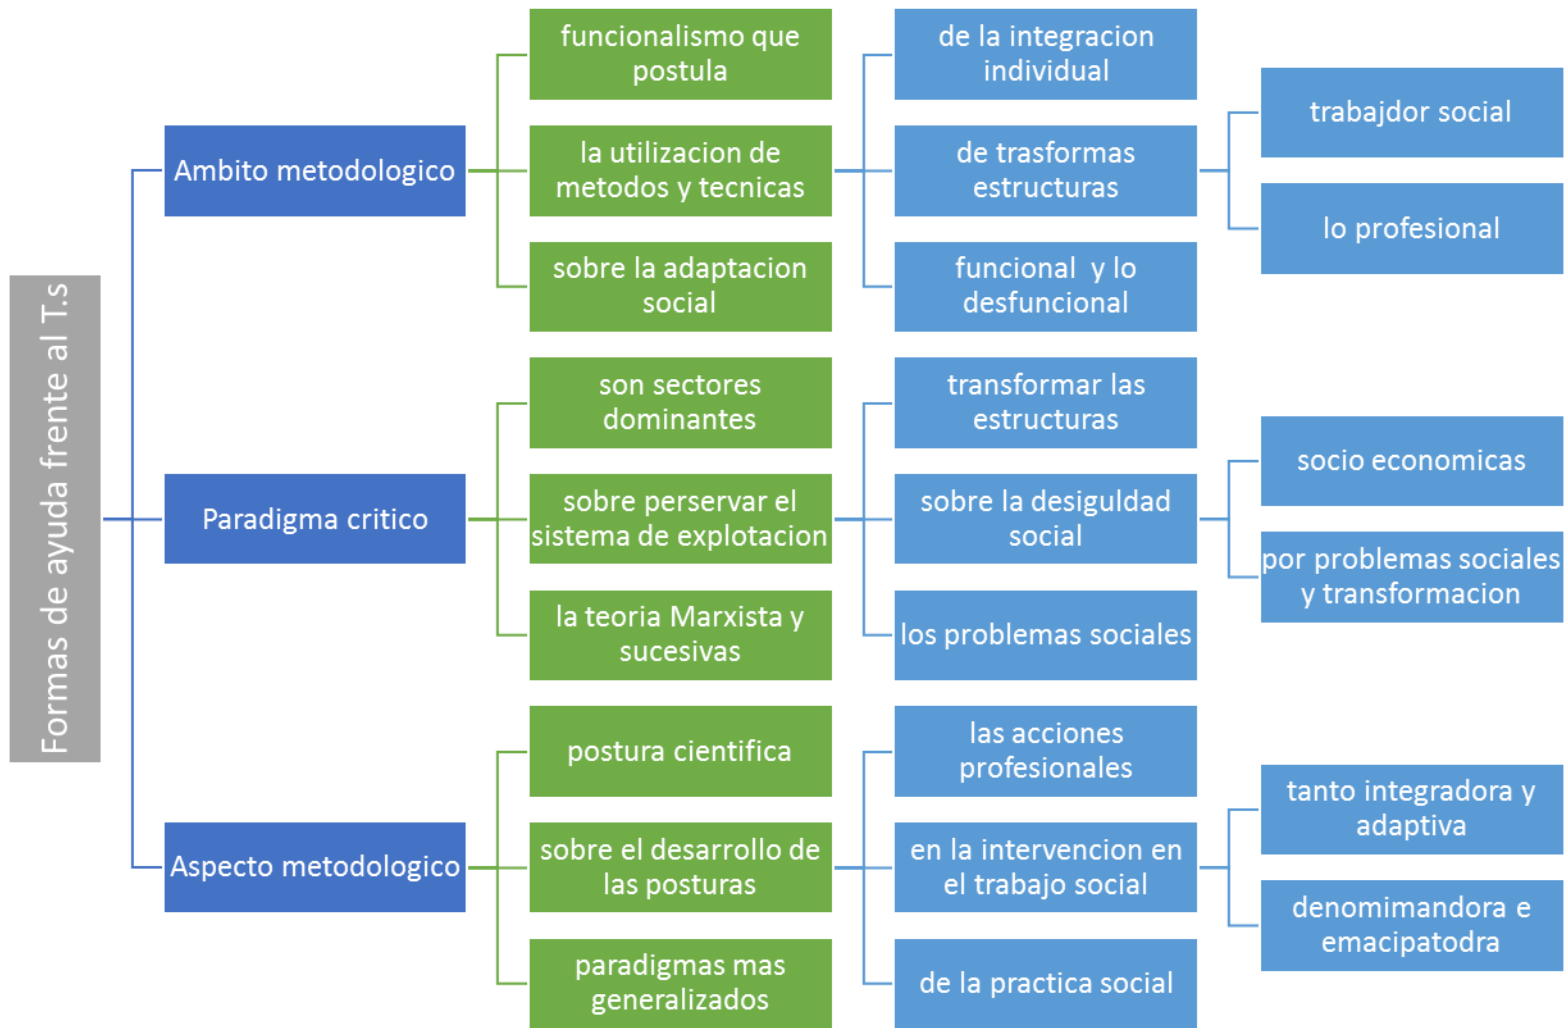 Formas de ayuda frente al T.s
Ambito metodologico
funcionalismo que
postula
la utilizacion de
metodos y tecnicas
sobre la adaptacion
social
de la integracion
individual
de trasformas
estructuras
funcional y lo
desfuncional
trabajdor social
lo profesional
Paradigma critico
son sectores
dominantes
sobre perservar el
sistema de explotacion
la teoria Marxista y
sucesivas
transformar las
estructuras
sobre la desiguldad
social
los problemas sociales
socio economicas
por problemas sociales
y transformacion
Aspecto metodologico
postura cientifica
sobre el desarrollo de
las posturas
paradigmas mas
generalizados
las acciones
profesionales
en la intervencion en
el trabajo social
de la practica social
tanto integradora y
adaptiva
denomimandora e
emacipatodra